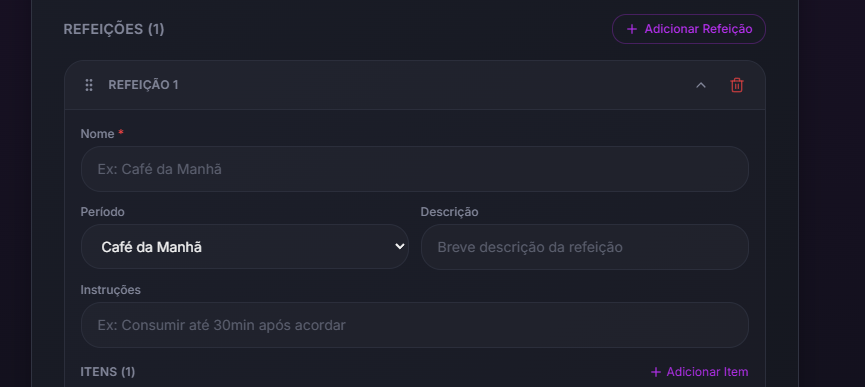 REFEIÇÕES (1)
+ Adicionar Refeição
REFEIÇÃO 1
Nome *
Ex: Café da Manhã
Período
Descrição
Café da Manhã
Breve descrição da refeição
Instruções
Ex: Consumir até 30min após acordar
ITENS (1)
+ Adicionar Item